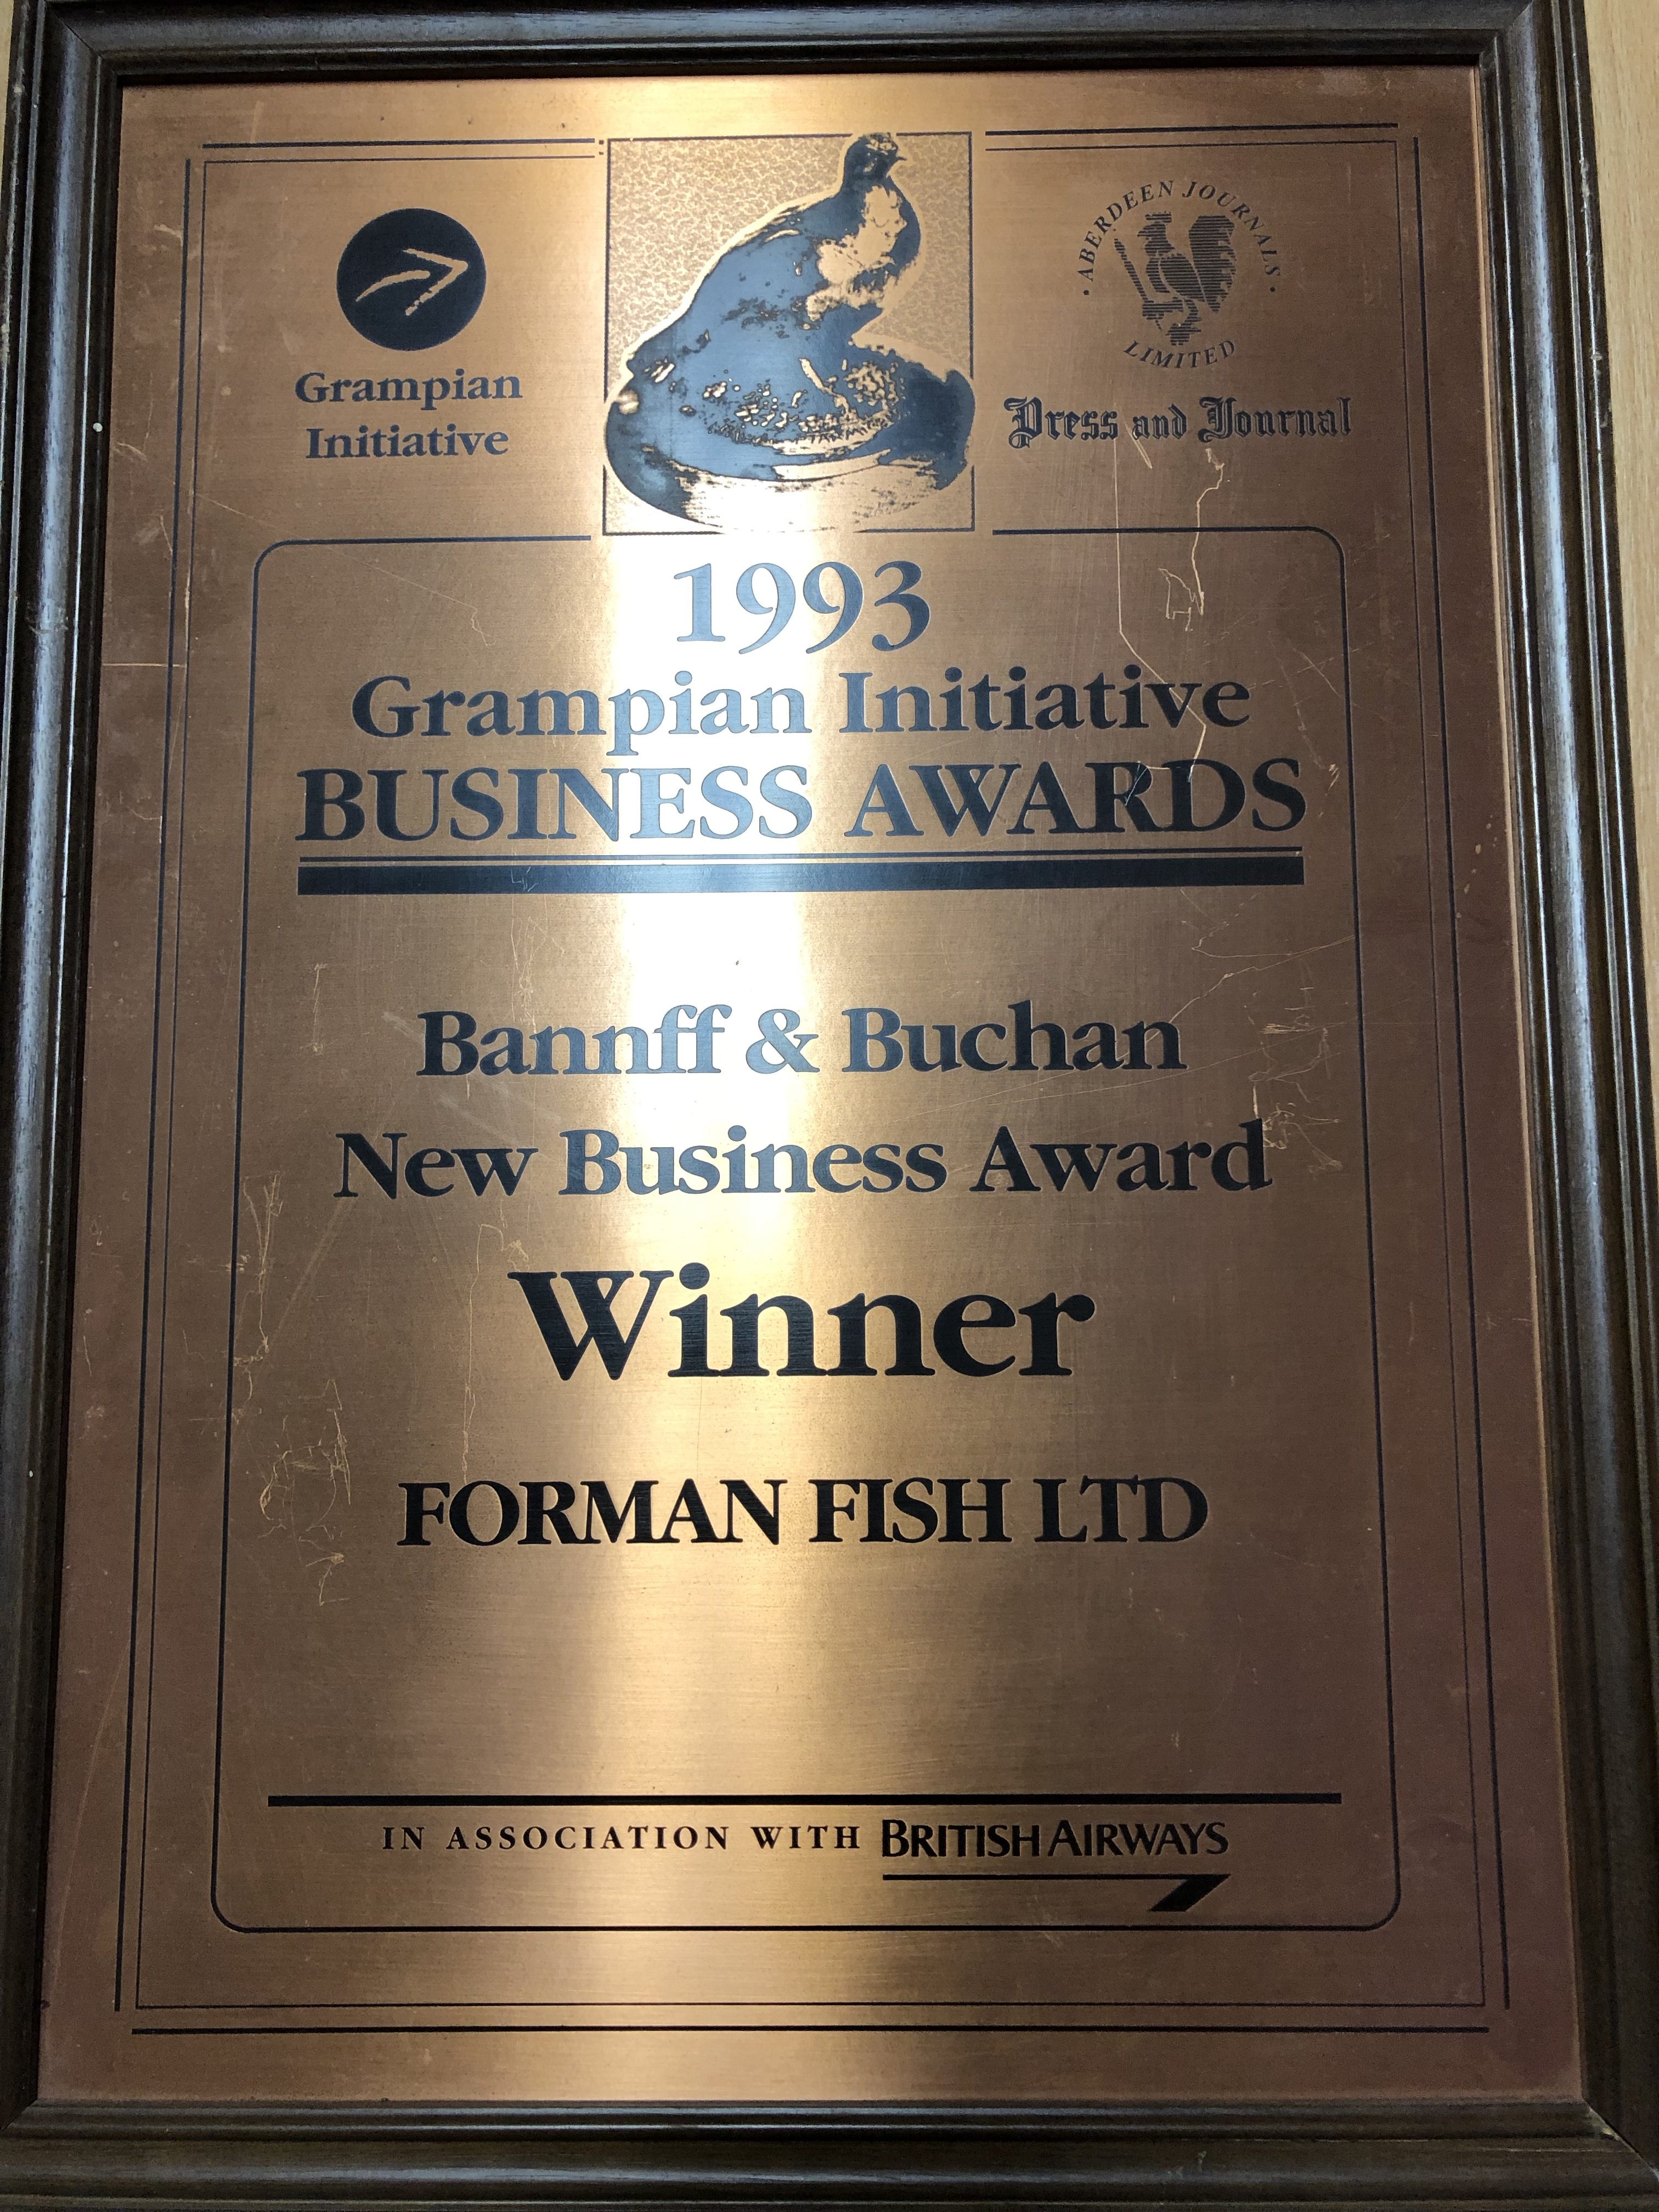 Grampian
Initiative
· ABERDEEN JOURNALS ·
LIMITED
Press and Journal
1993
Grampian Initiative
BUSINESS AWARDS
Bannff & Buchan
New Business Award
Winner
FORMAN FISH LTD
IN ASSOCIATION WITH BRITISH AIRWAYS